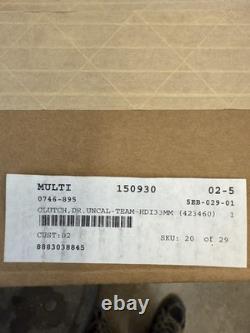 MULTI 150930 02-5
0746-895 5EB-029-01
CLUTCH,DR.UNCAL-TEAM-HDI33MM (423460) 1
CUST:02 SKU: 20 of 29
8883038845